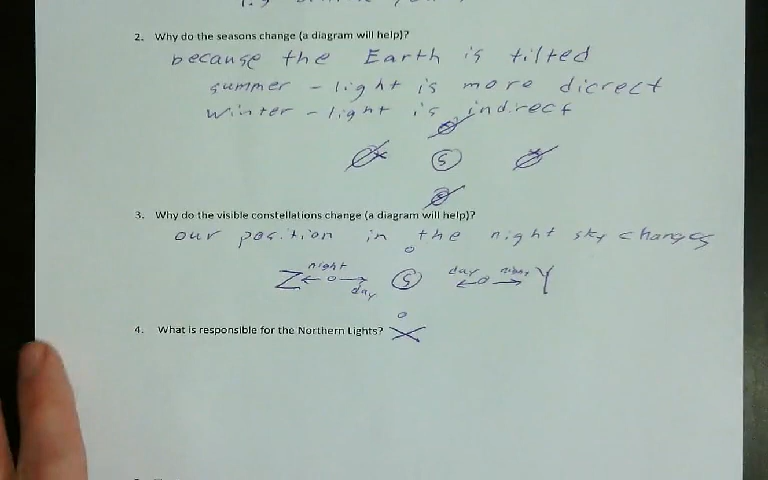 2. Why do the seasons change (a diagram will help)?
because the Earth is tilted
summer - light is more dicrect
winter - light is indirect
S
3. Why do the visible constellations change (a diagram will help)?
our position in the night sky changes
night day
Z S Y
day
4. What is responsible for the Northern Lights?